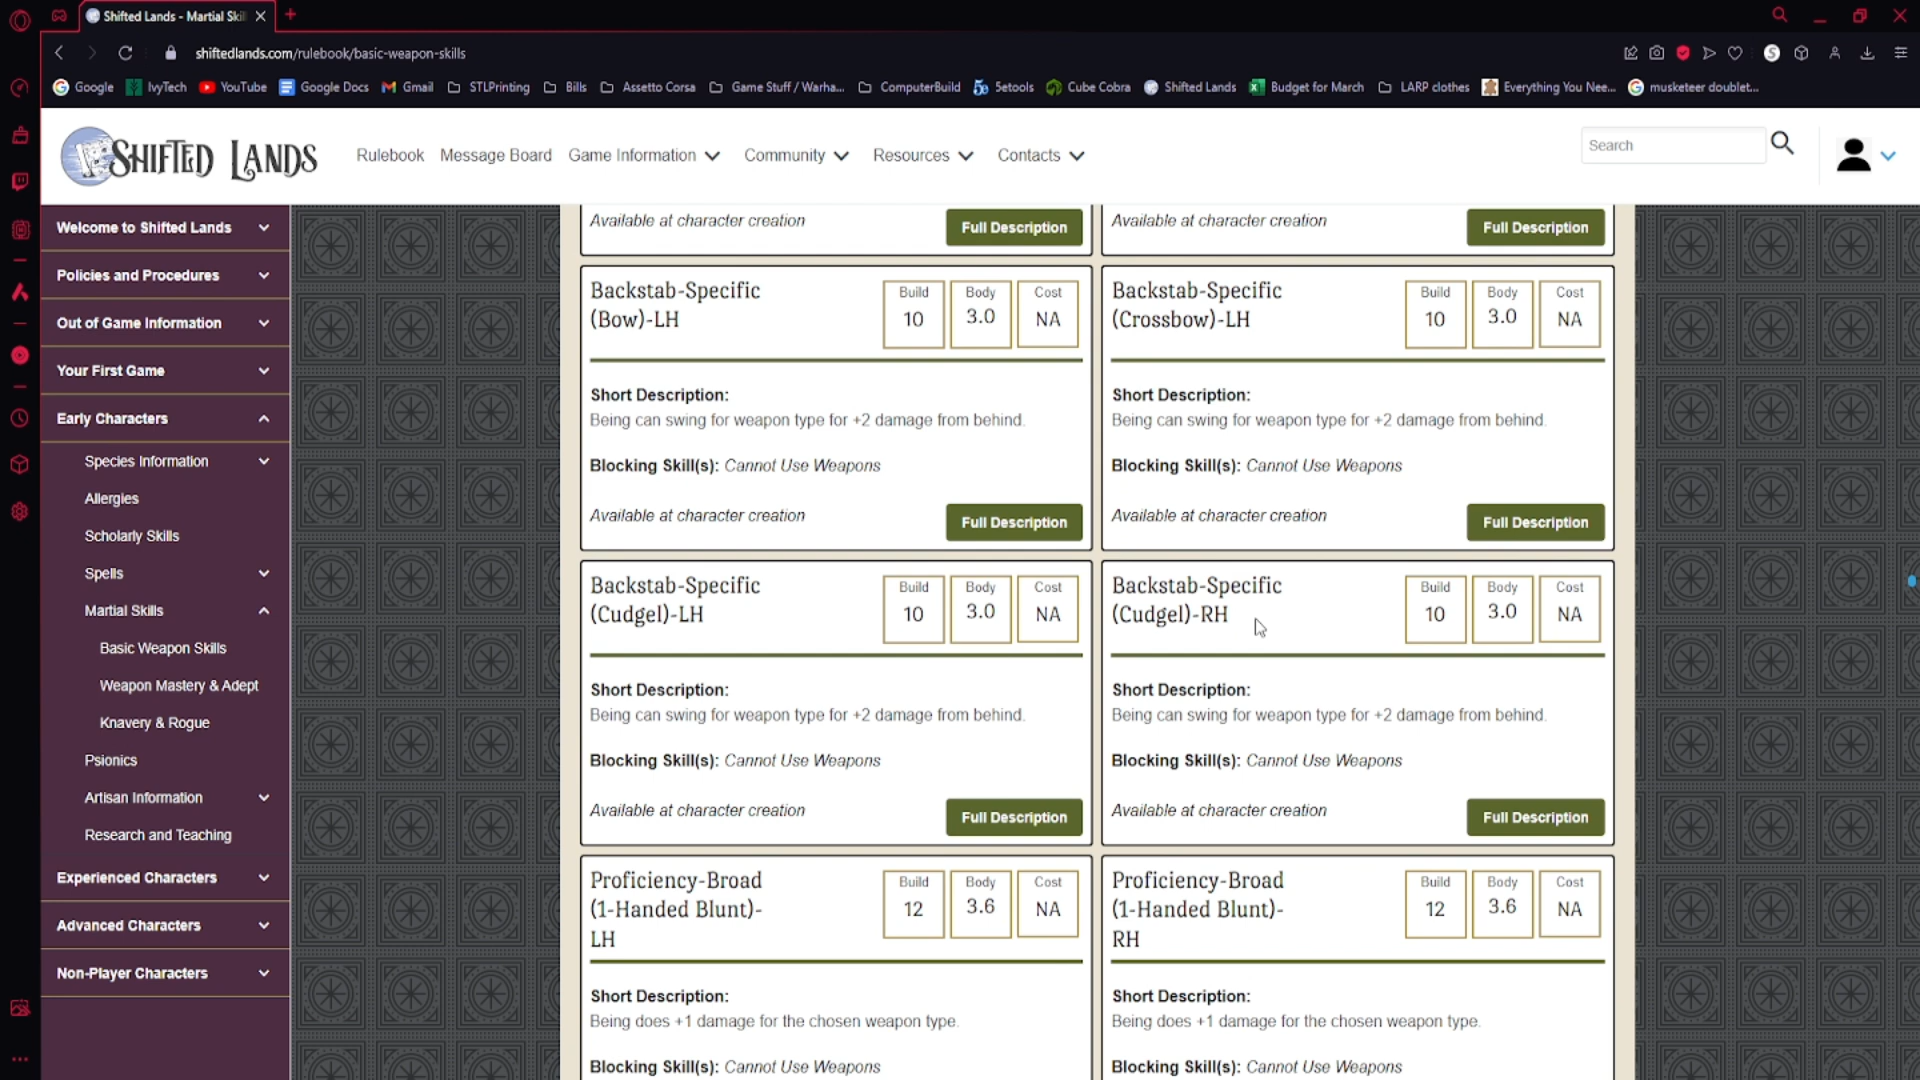 Shifted Lands - Martial Skil
shiftedlands.com/rulebook/basic-weapon-skills
Google IvyTech YouTube Google Docs Gmail STLPrinting Bills Assetto Corsa Game Stuff / Warha... ComputerBuild 5etools Cube Cobra Shifted Lands Budget for March LARP clothes Everything You Nee... musketeer doublet...
SHIFTED LANDS
Rulebook Message Board Game Information Community Resources Contacts
Search
Welcome to Shifted Lands
Policies and Procedures
Out of Game Information
Your First Game
Early Characters
Species Information
Allergies
Scholarly Skills
Spells
Martial Skills
Basic Weapon Skills
Weapon Mastery & Adept
Knavery & Rogue
Psionics
Artisan Information
Research and Teaching
Experienced Characters
Advanced Characters
Non-Player Characters
Available at character creation
Full Description
Available at character creation
Full Description
Backstab-Specific
(Bow)-LH
Build
10
Body
3.0
Cost
NA
Short Description:
Being can swing for weapon type for +2 damage from behind.
Blocking Skill(s): Cannot Use Weapons
Available at character creation
Full Description
Backstab-Specific
(Crossbow)-LH
Build
10
Body
3.0
Cost
NA
Short Description:
Being can swing for weapon type for +2 damage from behind.
Blocking Skill(s): Cannot Use Weapons
Available at character creation
Full Description
Backstab-Specific
(Cudgel)-LH
Build
10
Body
3.0
Cost
NA
Short Description:
Being can swing for weapon type for +2 damage from behind.
Blocking Skill(s): Cannot Use Weapons
Available at character creation
Full Description
Backstab-Specific
(Cudgel)-RH
Build
10
Body
3.0
Cost
NA
Short Description:
Being can swing for weapon type for +2 damage from behind.
Blocking Skill(s): Cannot Use Weapons
Available at character creation
Full Description
Proficiency-Broad
(1-Handed Blunt)-
LH
Build
12
Body
3.6
Cost
NA
Short Description:
Being does +1 damage for the chosen weapon type.
Blocking Skill(s): Cannot Use Weapons
Proficiency-Broad
(1-Handed Blunt)-
RH
Build
12
Body
3.6
Cost
NA
Short Description:
Being does +1 damage for the chosen weapon type.
Blocking Skill(s): Cannot Use Weapons